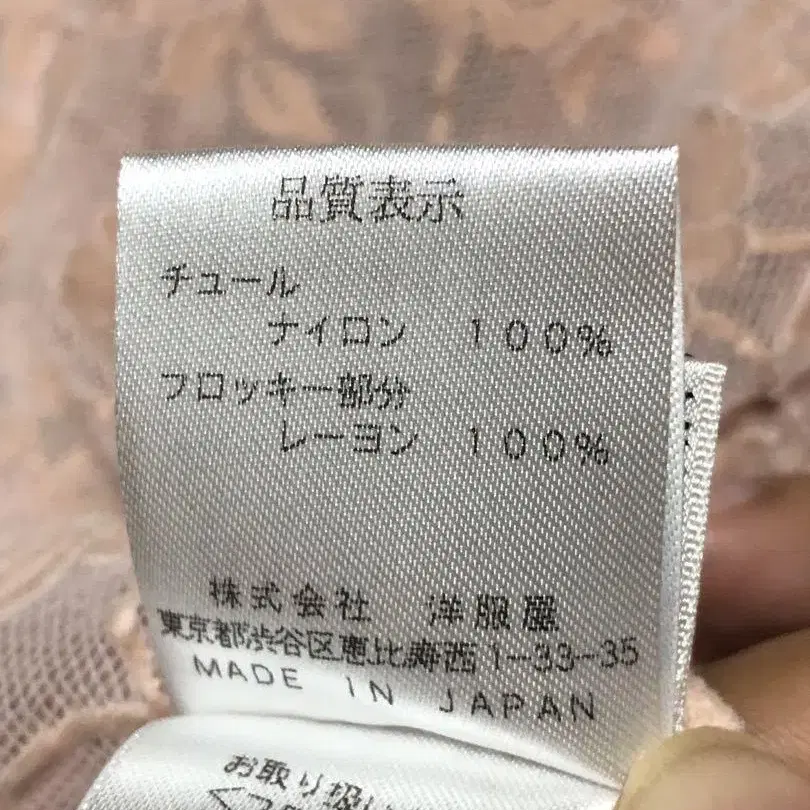 品質表示
チュール
ナイロン 100%
フロッキー部分
レーヨン 100%
株式会社 洋服屋
東京都渋谷区恵比寿西1-33-35
MADE IN JAPAN
お取り扱い